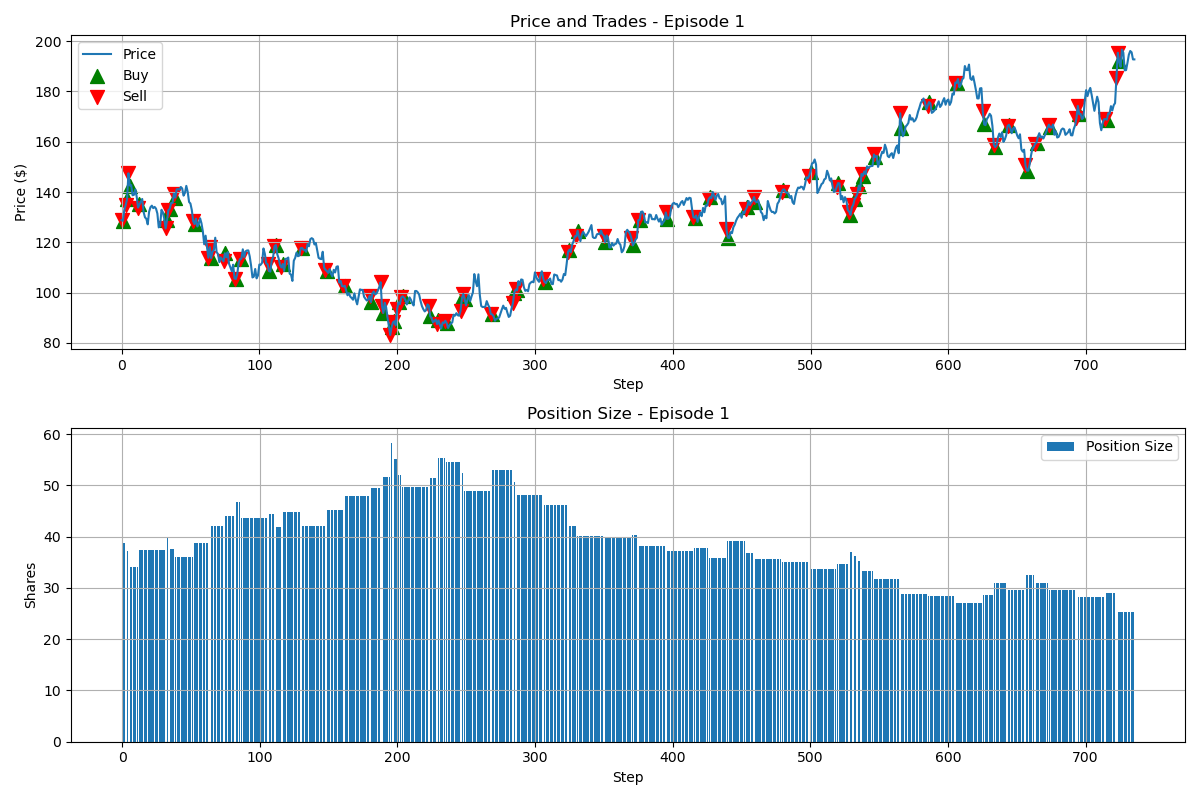 Price and Trades - Episode 1
Price ($)
200
180
160
140
120
100
80
Price
Buy
Sell
0 100 200 300 400 500 600 700
Step
Position Size - Episode 1
Shares
60
50
40
30
20
10
0
Position Size
0 100 200 300 400 500 600 700
Step